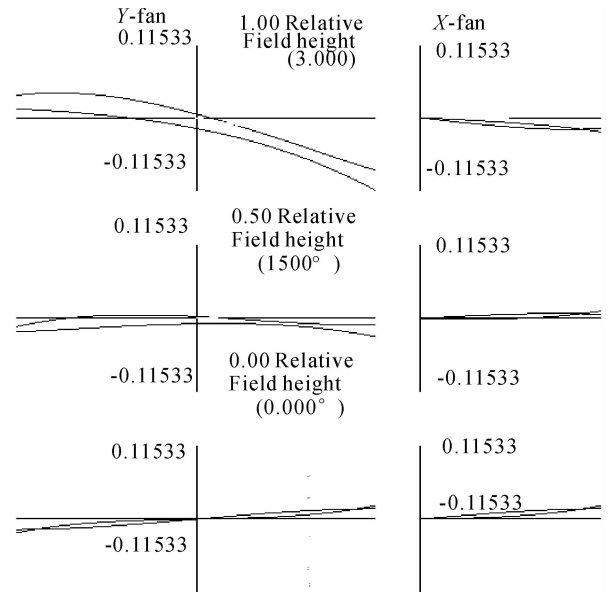 Y-fan
1.00 Relative
Field height
(3.000)
X-fan
0.11533
0.11533
-0.11533
-0.11533
0.50 Relative
Field height
(1500° )
0.11533
0.11533
-0.11533
-0.11533
0.00 Relative
Field height
(0.000° )
0.11533
0.11533
-0.11533
-0.11533